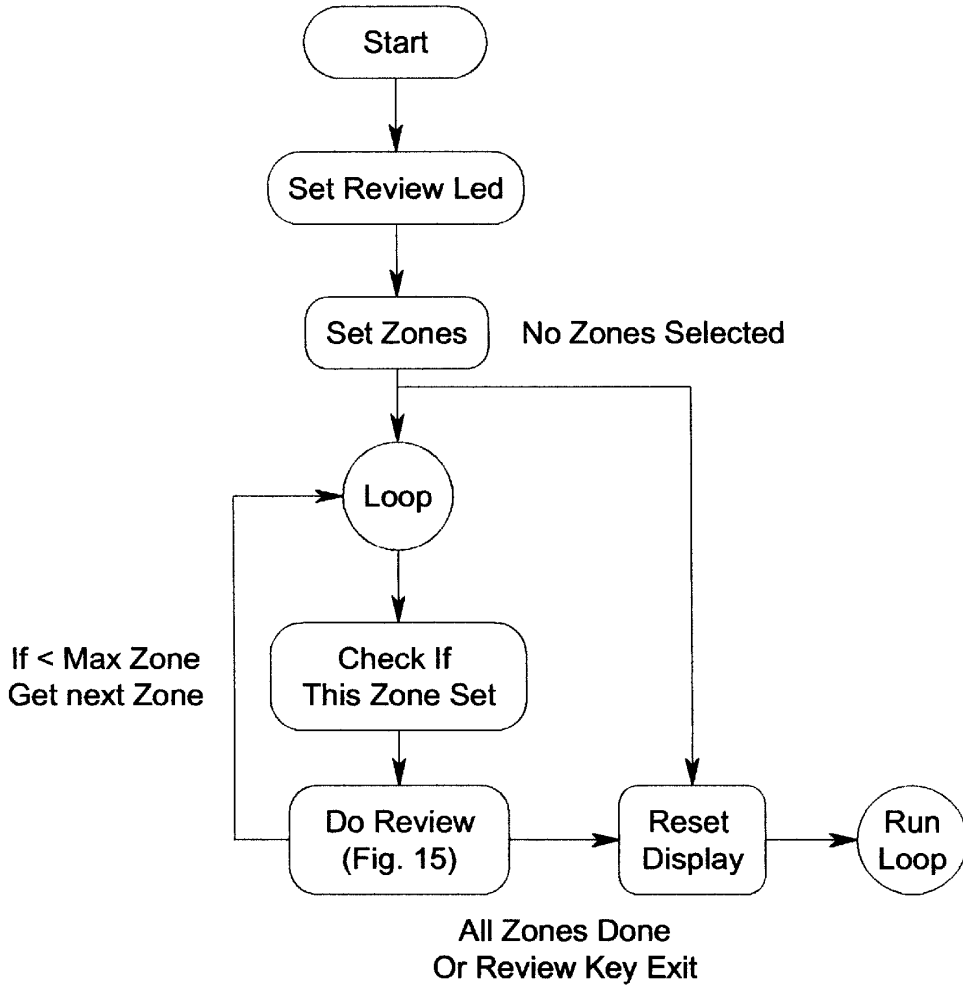 Start
Set Review Led
Set Zones
No Zones Selected
Loop
If < Max Zone
Get next Zone
Check If
This Zone Set
Do Review
(Fig. 15)
Reset
Display
Run
Loop
All Zones Done
Or Review Key Exit